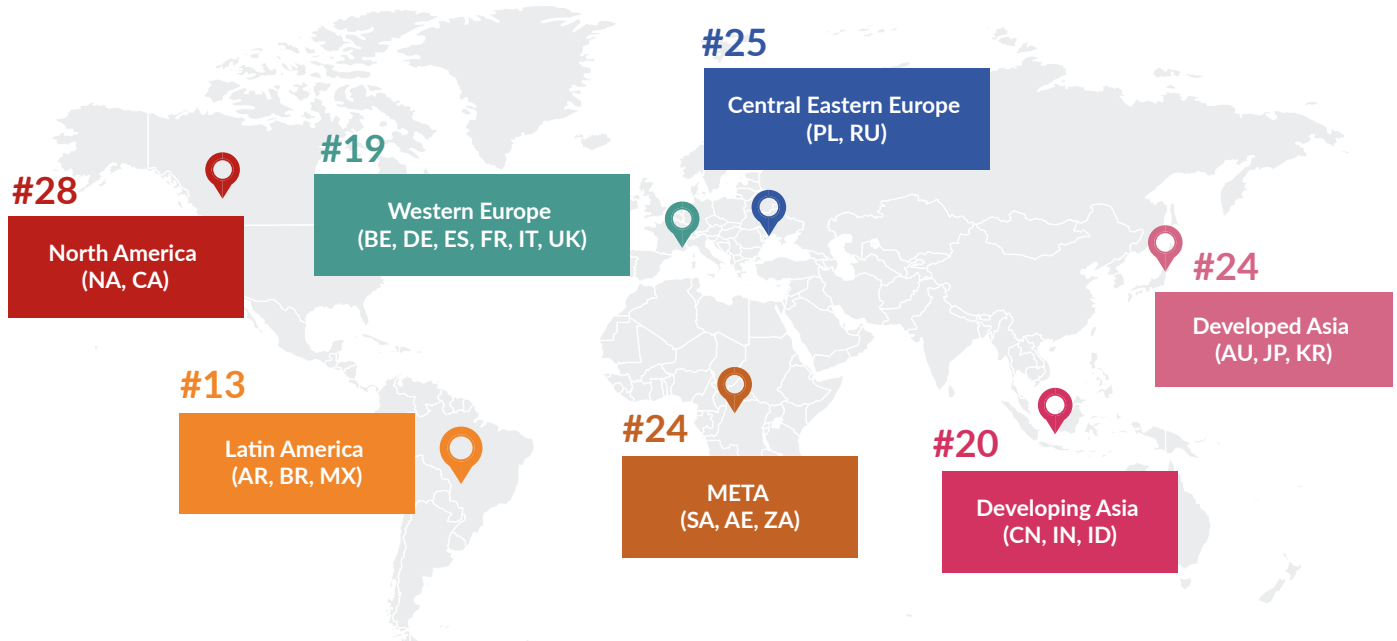 #25
Central Eastern Europe
(PL, RU)
#19
Western Europe
(BE, DE, ES, FR, IT, UK)
#28
North America
(NA, CA)
#24
Developed Asia
(AU, JP, KR)
#13
Latin America
(AR, BR, MX)
#24
META
(SA, AE, ZA)
#20
Developing Asia
(CN, IN, ID)